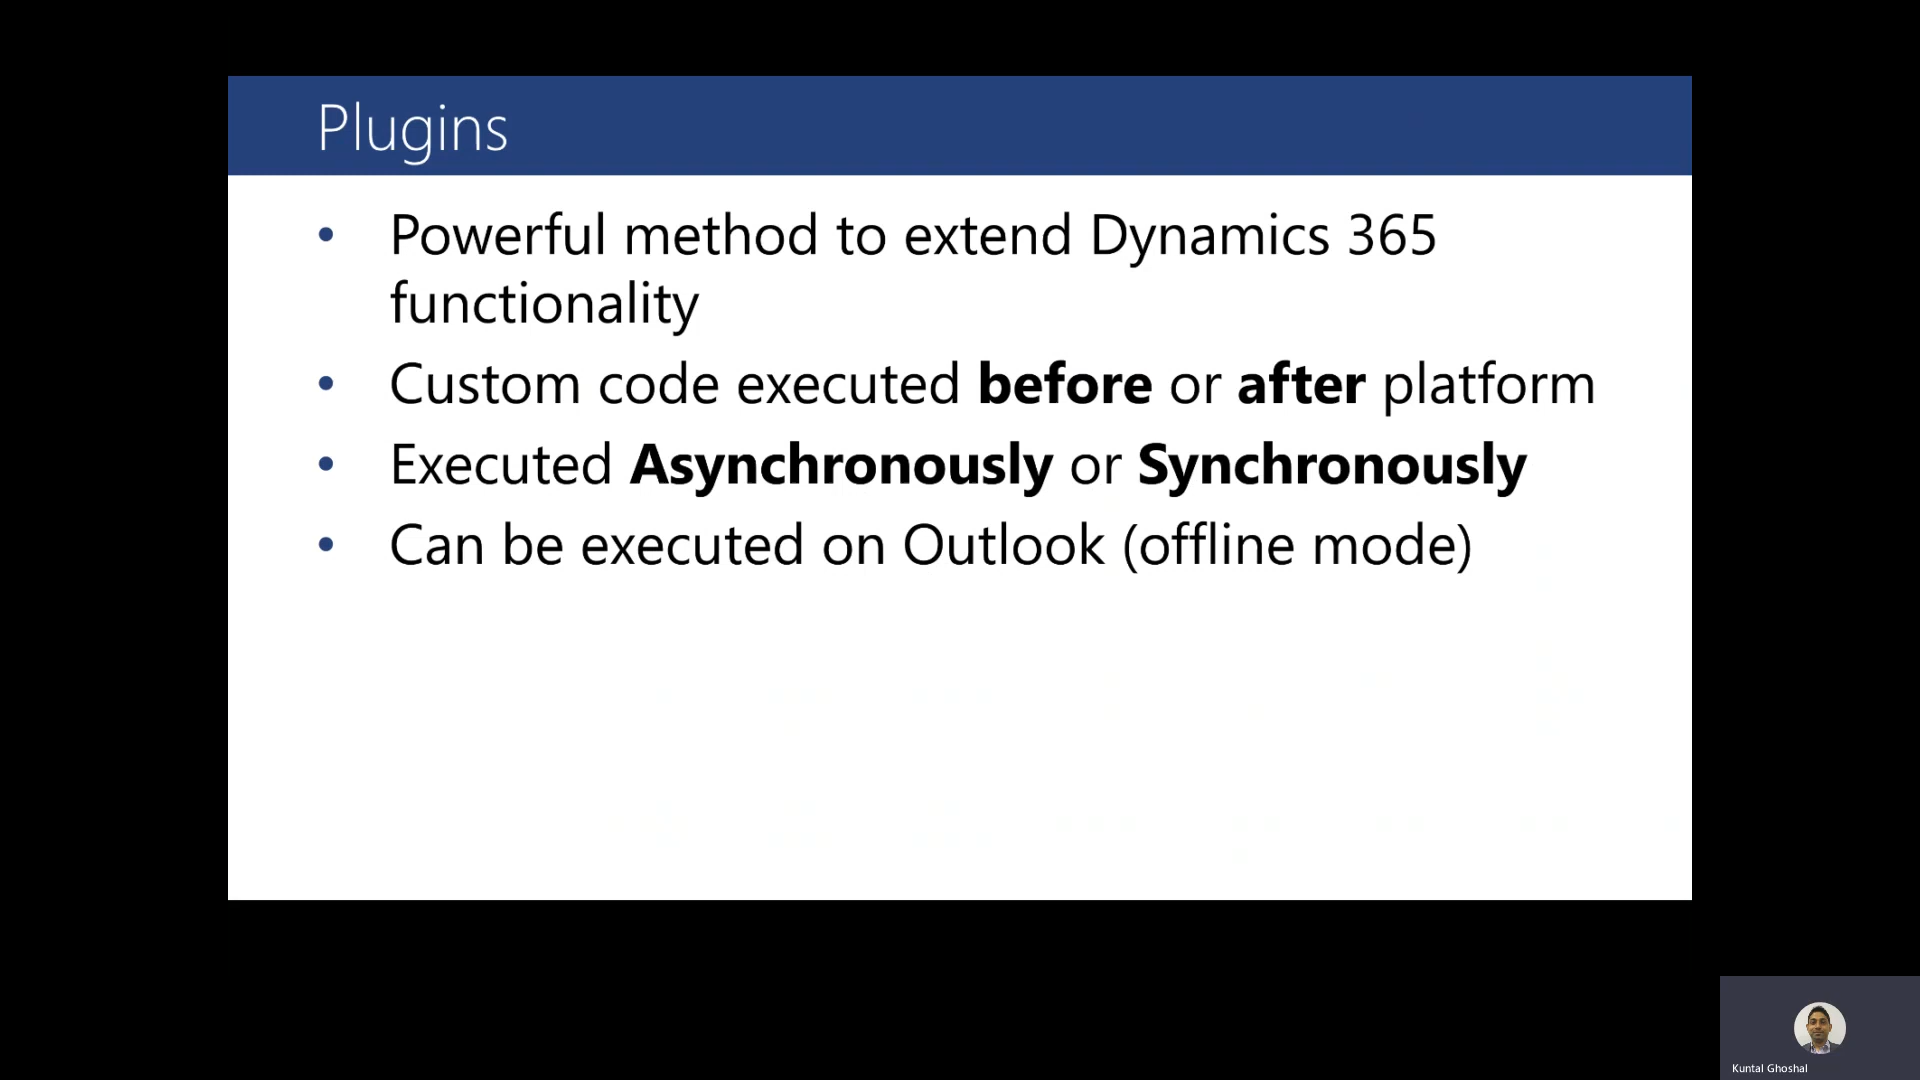 Plugins
• Powerful method to extend Dynamics 365
functionality
• Custom code executed before or after platform
• Executed Asynchronously or Synchronously
• Can be executed on Outlook (offline mode)
Kuntal Ghoshal